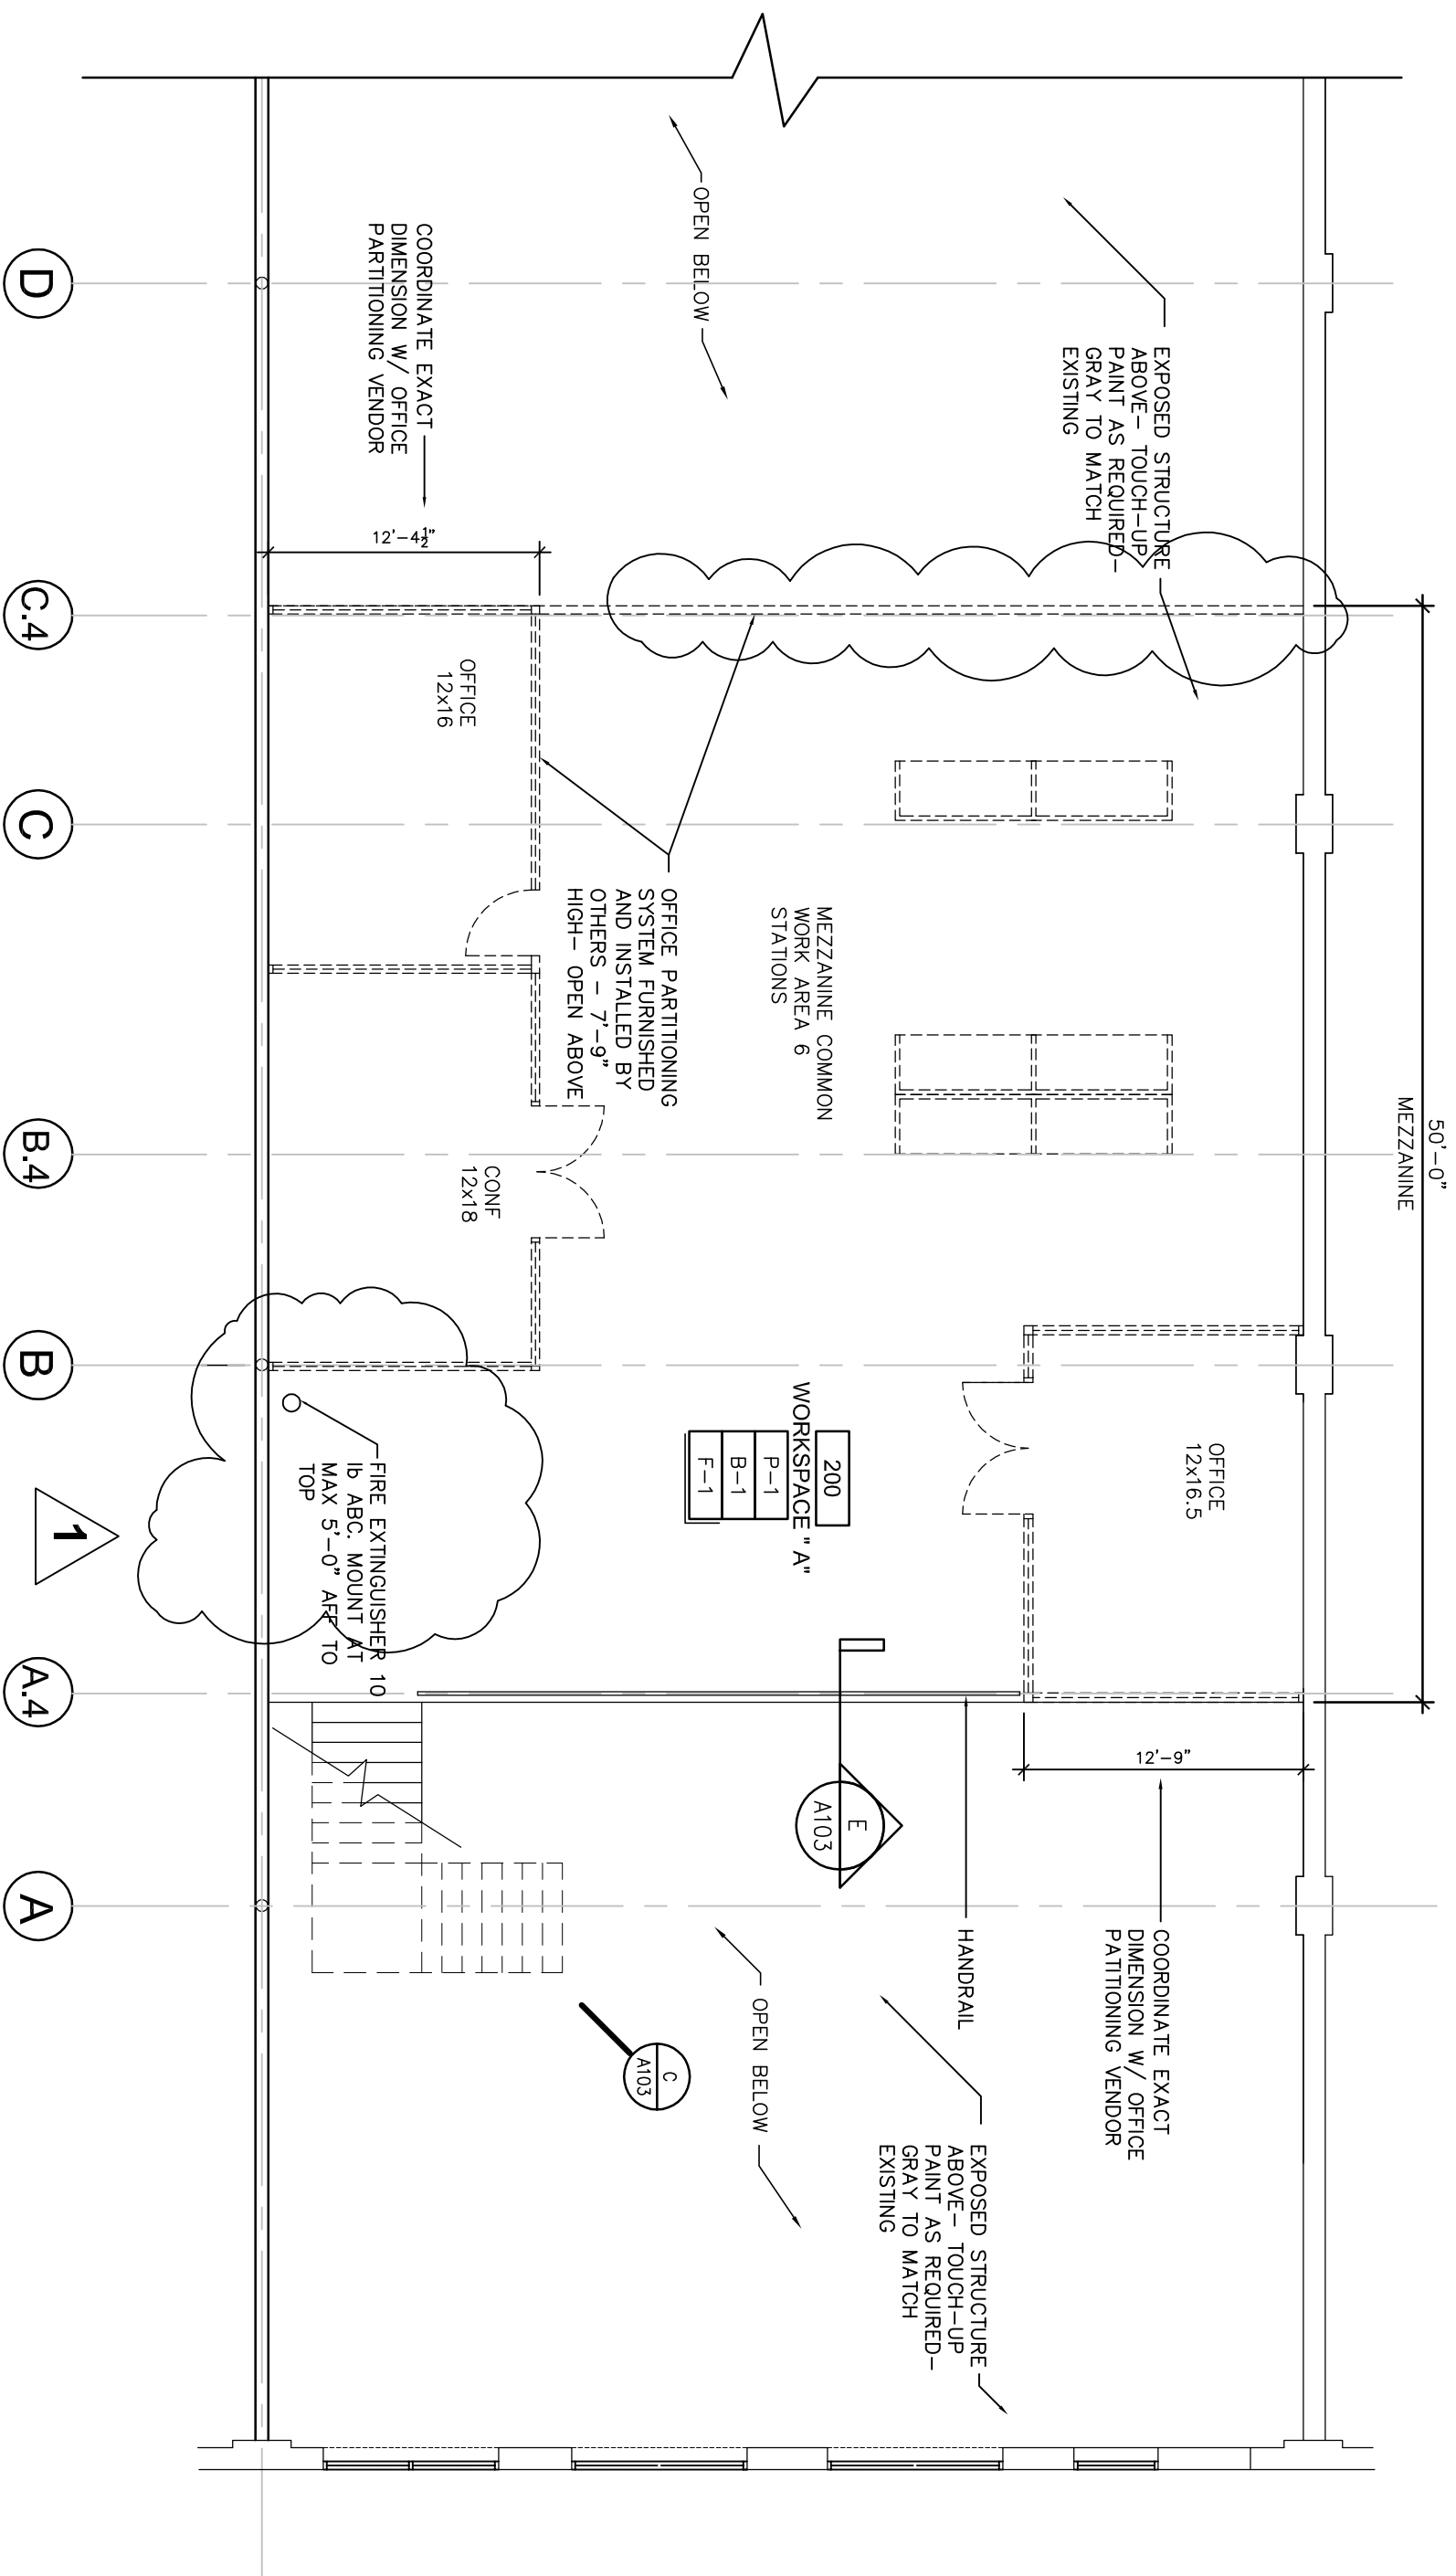 50'-0"
MEZZANINE
EXPOSED STRUCTURE
ABOVE- TOUCH-UP
PAINT AS REQUIRED-
GRAY TO MATCH
EXISTING
OPEN BELOW
COORDINATE EXACT
DIMENSION W/ OFFICE
PARTITIONING VENDOR
12'-4½"
OFFICE
12x16
MEZZANINE COMMON
WORK AREA 6
STATIONS
OFFICE PARTITIONING
SYSTEM FURNISHED
AND INSTALLED BY
OTHERS - 7'-9"
HIGH- OPEN ABOVE
CONF
12x18
OFFICE
12x16.5
200
WORKSPACE "A"
P-1
B-1
F-1
FIRE EXTINGUISHER 10
lb ABC. MOUNT AT
MAX 5'-0" AFF TO
TOP
12'-9"
E
A103
COORDINATE EXACT
DIMENSION W/ OFFICE
PATITIONING VENDOR
HANDRAIL
OPEN BELOW
C
A103
EXPOSED STRUCTURE
ABOVE- TOUCH-UP
PAINT AS REQUIRED-
GRAY TO MATCH
EXISTING
D
C.4
C
B.4
B
1
A.4
A